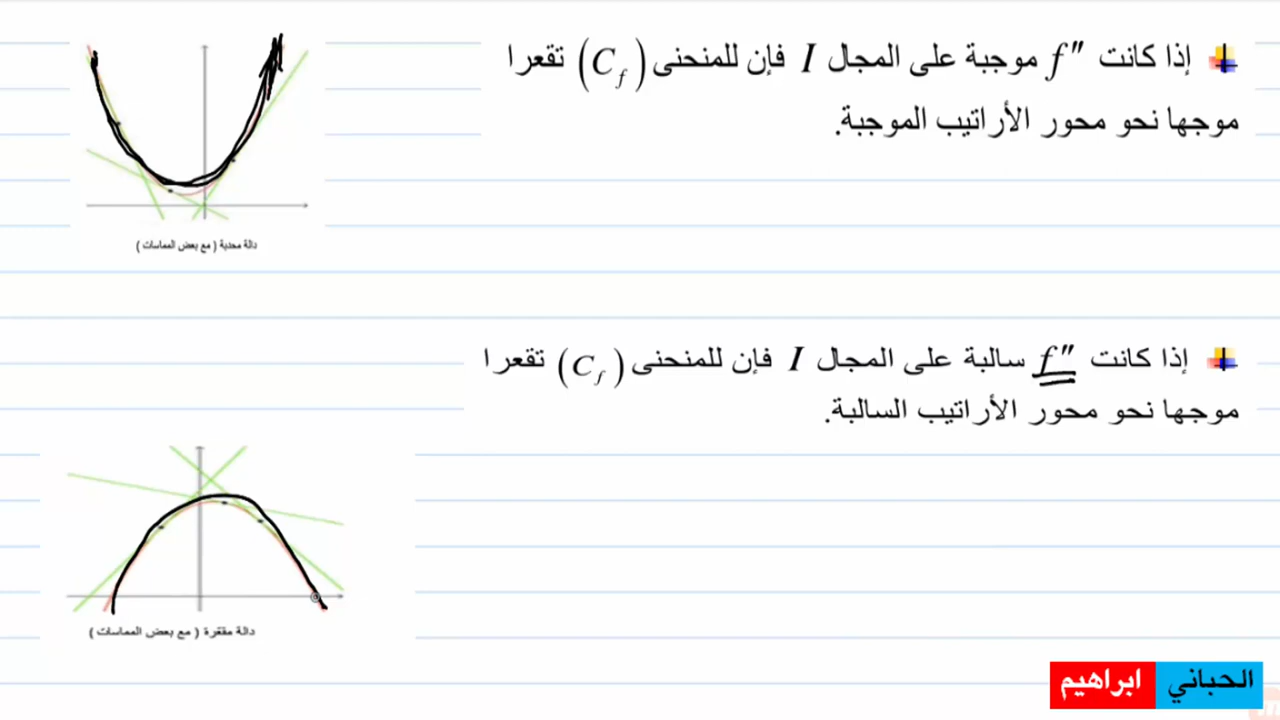 إذا كانت f″ موجبة على المجال I فإن للمنحنى (C_f) تقعرا
موجها نحو محور الأراتيب الموجبة.
دالة محدبة ( مع بعض المماسات )
إذا كانت f″ سالبة على المجال I فإن للمنحنى (C_f) تقعرا
موجها نحو محور الأراتيب السالبة.
دالة مقعرة ( مع بعض المماسات )
الحباني ابراهيم